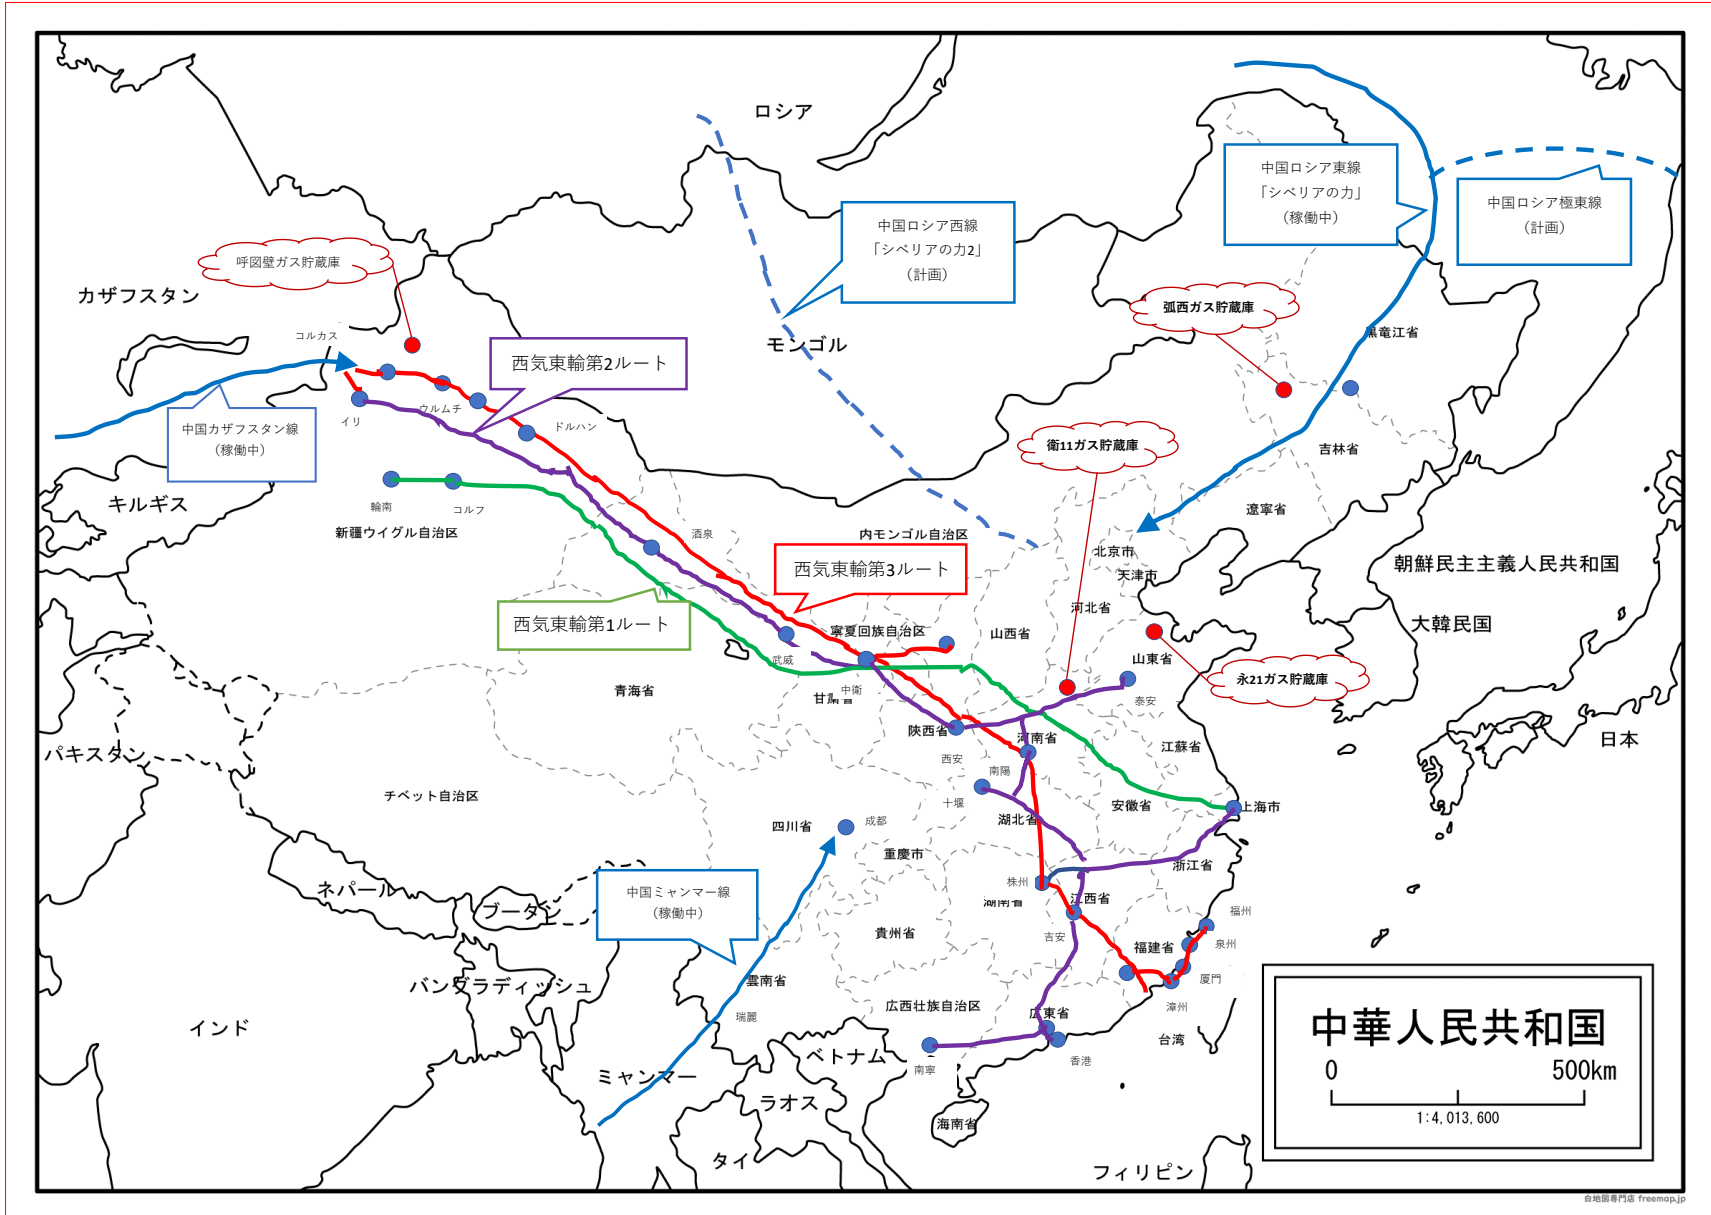 ロシア
中国ロシア東線
「シベリアの力」
（稼働中）
中国ロシア極東線
（計画）
中国ロシア西線
「シベリアの力2」
（計画）
呼図壁ガス貯蔵庫
カザフスタン
弧西ガス貯蔵庫
黒竜江省
コルカス
モンゴル
西気東輸第2ルート
中国カザフスタン線
（稼働中）
イリ
ウルムチ
ドルハン
衛11ガス貯蔵庫
吉林省
キルギス
輪南
コルフ
遼寧省
新疆ウイグル自治区
酒泉
内モンゴル自治区
北京市
朝鮮民主主義人民共和国
西気東輸第3ルート
天津市
河北省
西気東輸第1ルート
大韓民国
寧夏回族自治区
山西省
武威
山東省
永21ガス貯蔵庫
青海省
中衛
甘粛省
泰安
陝西省
河南省
日本
パキスタン
江蘇省
西安
南陽
チベット自治区
十堰
安徽省
上海市
四川省
成都
湖北省
重慶市
浙江省
ネパール
中国ミャンマー線
（稼働中）
株州
湖南省
江西省
ブータン
福州
貴州省
吉安
福建省
泉州
バングラディッシュ
雲南省
厦門
広西壮族自治区
漳州
インド
瑞麗
広東省
中華人民共和国
台湾
ベトナム
香港
南寧
0
500km
ミャンマー
ラオス
1:4,013,600
海南省
タイ
フィリピン
白地図専門店 freemap.jp